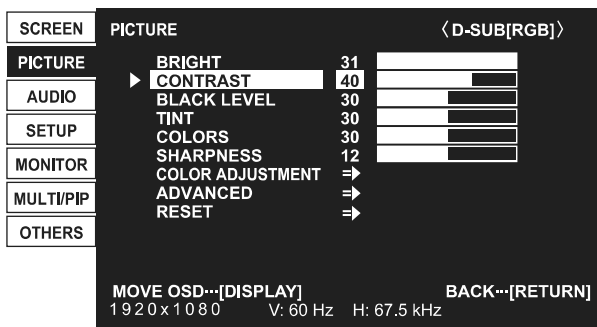 SCREEN
PICTURE
AUDIO
SETUP
MONITOR
MULTI/PIP
OTHERS
PICTURE 〈D-SUB[RGB]〉
BRIGHT 31
CONTRAST 40
BLACK LEVEL 30
TINT 30
COLORS 30
SHARPNESS 12
COLOR ADJUSTMENT
ADVANCED
RESET
MOVE OSD···[DISPLAY] BACK···[RETURN]
1920x1080 V: 60 Hz H: 67.5 kHz